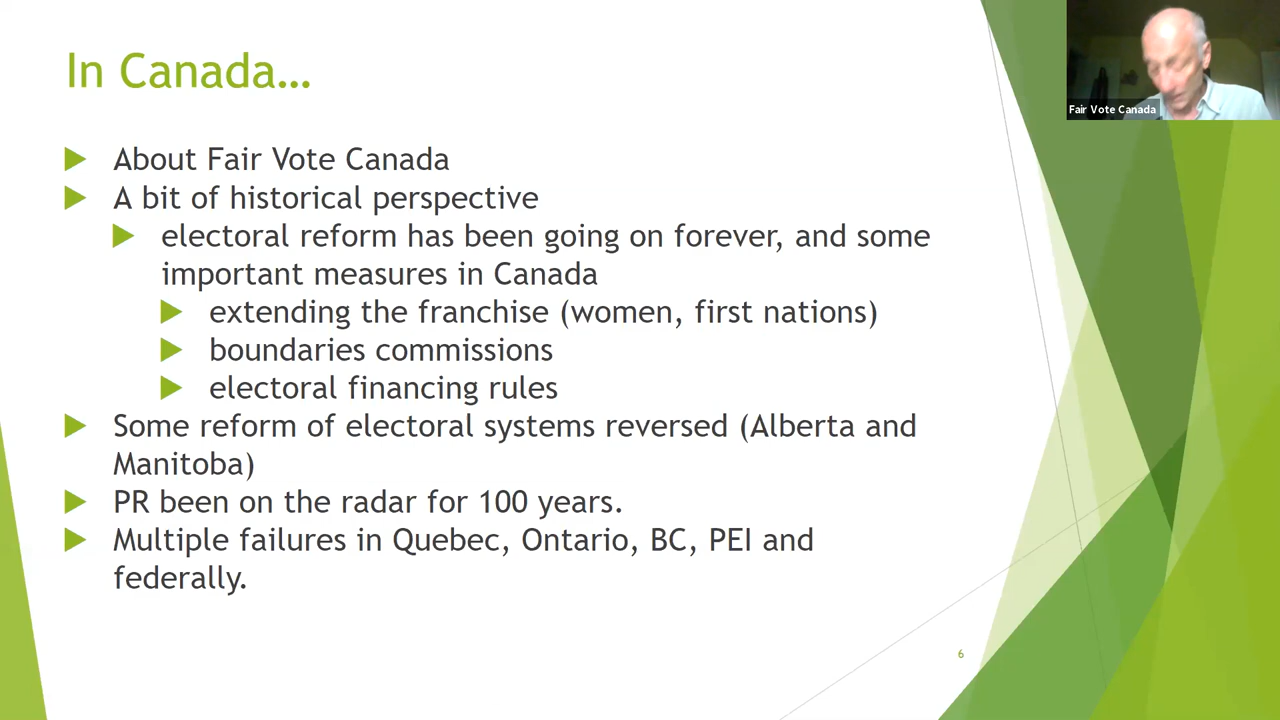 In Canada…
Fair Vote Canada
About Fair Vote Canada
A bit of historical perspective
electoral reform has been going on forever, and some
important measures in Canada
extending the franchise (women, first nations)
boundaries commissions
electoral financing rules
Some reform of electoral systems reversed (Alberta and
Manitoba)
PR been on the radar for 100 years.
Multiple failures in Quebec, Ontario, BC, PEI and
federally.
6